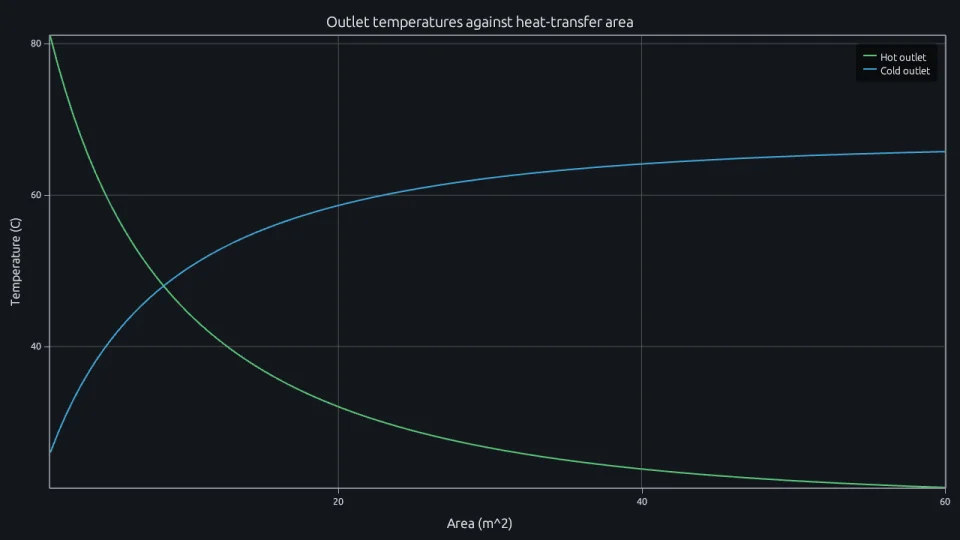 Outlet temperatures against heat-transfer area
Hot outlet
Cold outlet
80
60
40
Temperature (C)
20
40
60
Area (m^2)